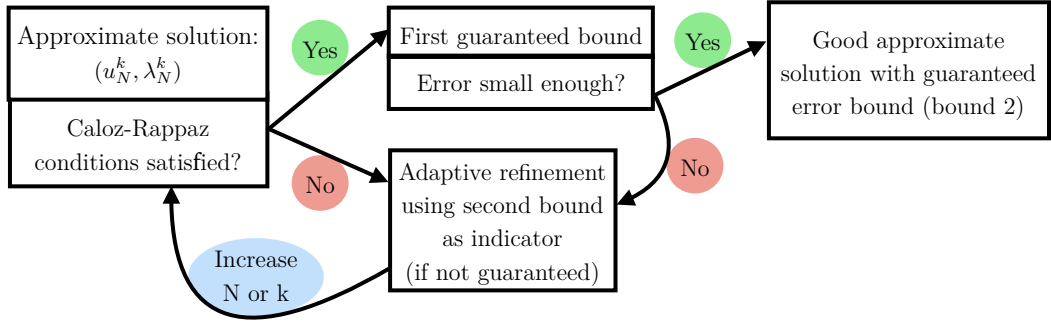 Approximate solution:
(u_N^k, λ_N^k)
Caloz-Rappaz
conditions satisfied?
Yes
No
First guaranteed bound
Error small enough?
Yes
No
Good approximate
solution with guaranteed
error bound (bound 2)
Adaptive refinement
using second bound
as indicator
(if not guaranteed)
Increase
N or k